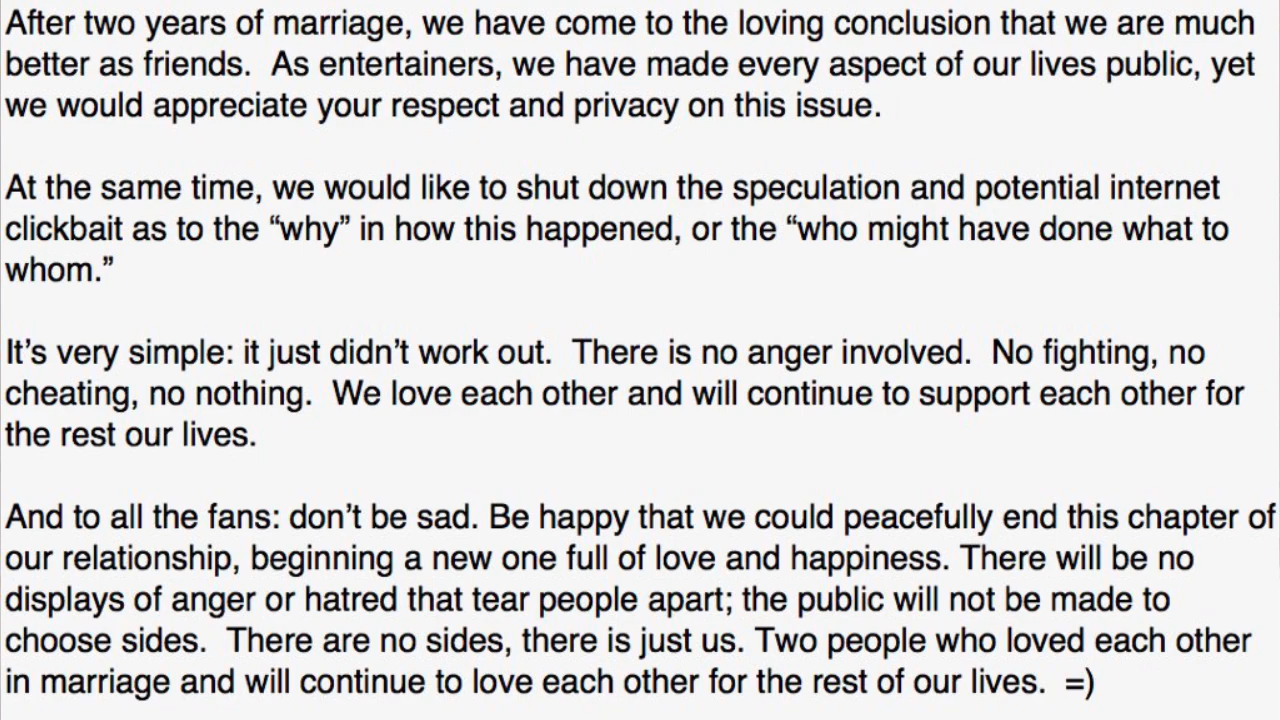 After two years of marriage, we have come to the loving conclusion that we are much
better as friends.  As entertainers, we have made every aspect of our lives public, yet
we would appreciate your respect and privacy on this issue.
At the same time, we would like to shut down the speculation and potential internet
clickbait as to the “why” in how this happened, or the “who might have done what to
whom.”
It’s very simple: it just didn’t work out.  There is no anger involved.  No fighting, no
cheating, no nothing.  We love each other and will continue to support each other for
the rest our lives.
And to all the fans: don’t be sad. Be happy that we could peacefully end this chapter of
our relationship, beginning a new one full of love and happiness. There will be no
displays of anger or hatred that tear people apart; the public will not be made to
choose sides.  There are no sides, there is just us. Two people who loved each other
in marriage and will continue to love each other for the rest of our lives.  =)